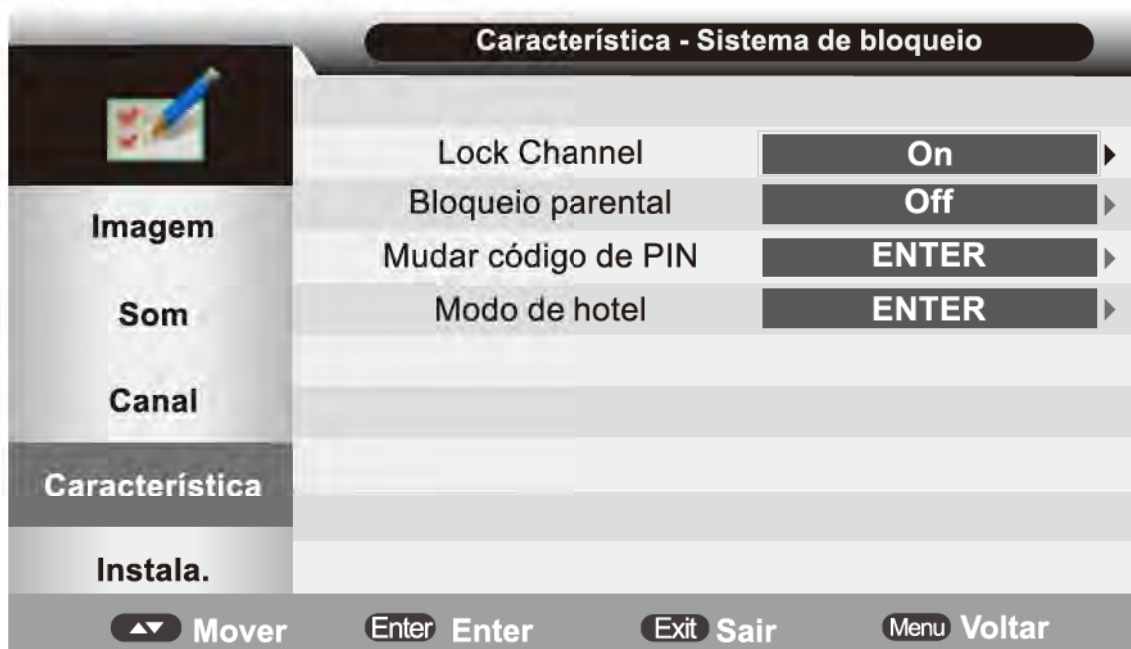 Característica - Sistema de bloqueio
Lock Channel On
Bloqueio parental Off
Mudar código de PIN ENTER
Modo de hotel ENTER
Imagem
Som
Canal
Característica
Instala.
Mover Enter Enter Exit Sair Menu Voltar